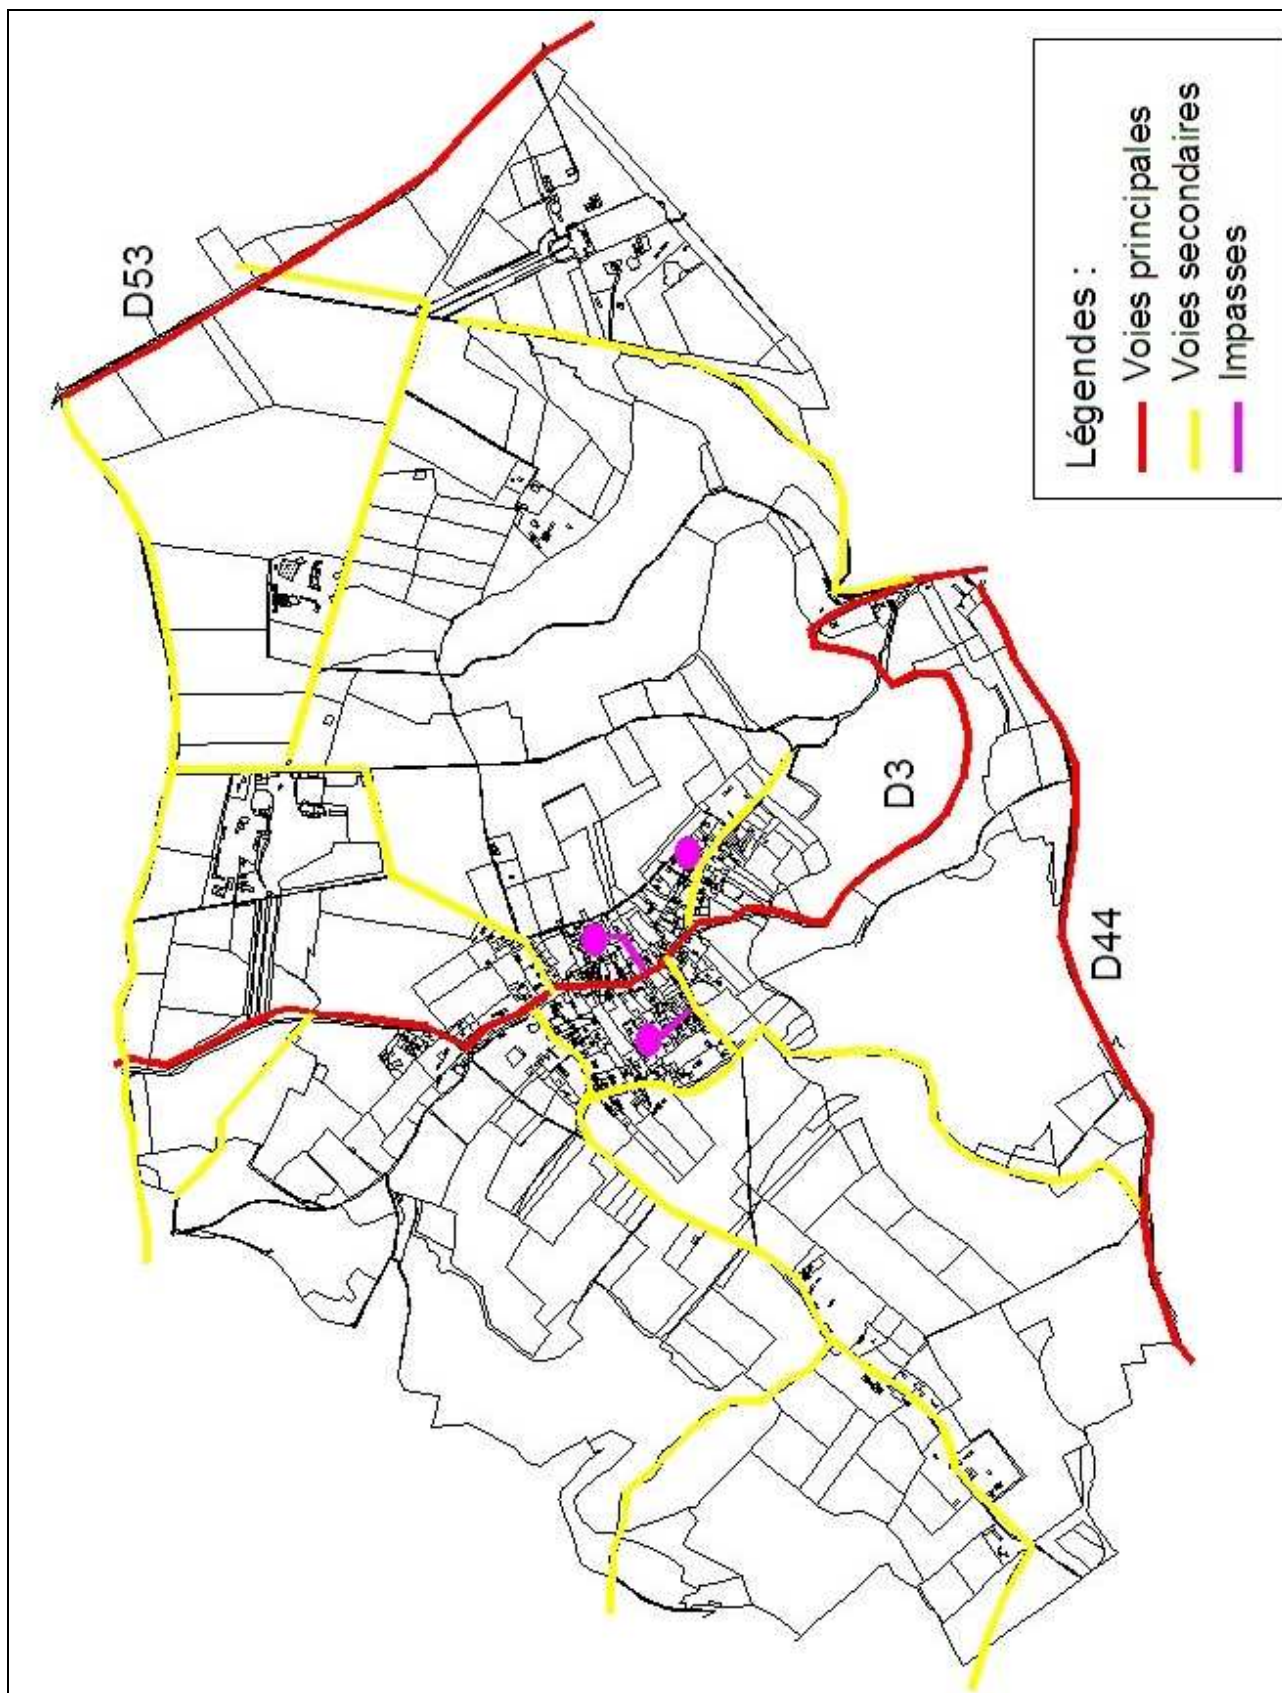 D53
D3
D44
Légendes :
Voies principales
Voies secondaires
Impasses